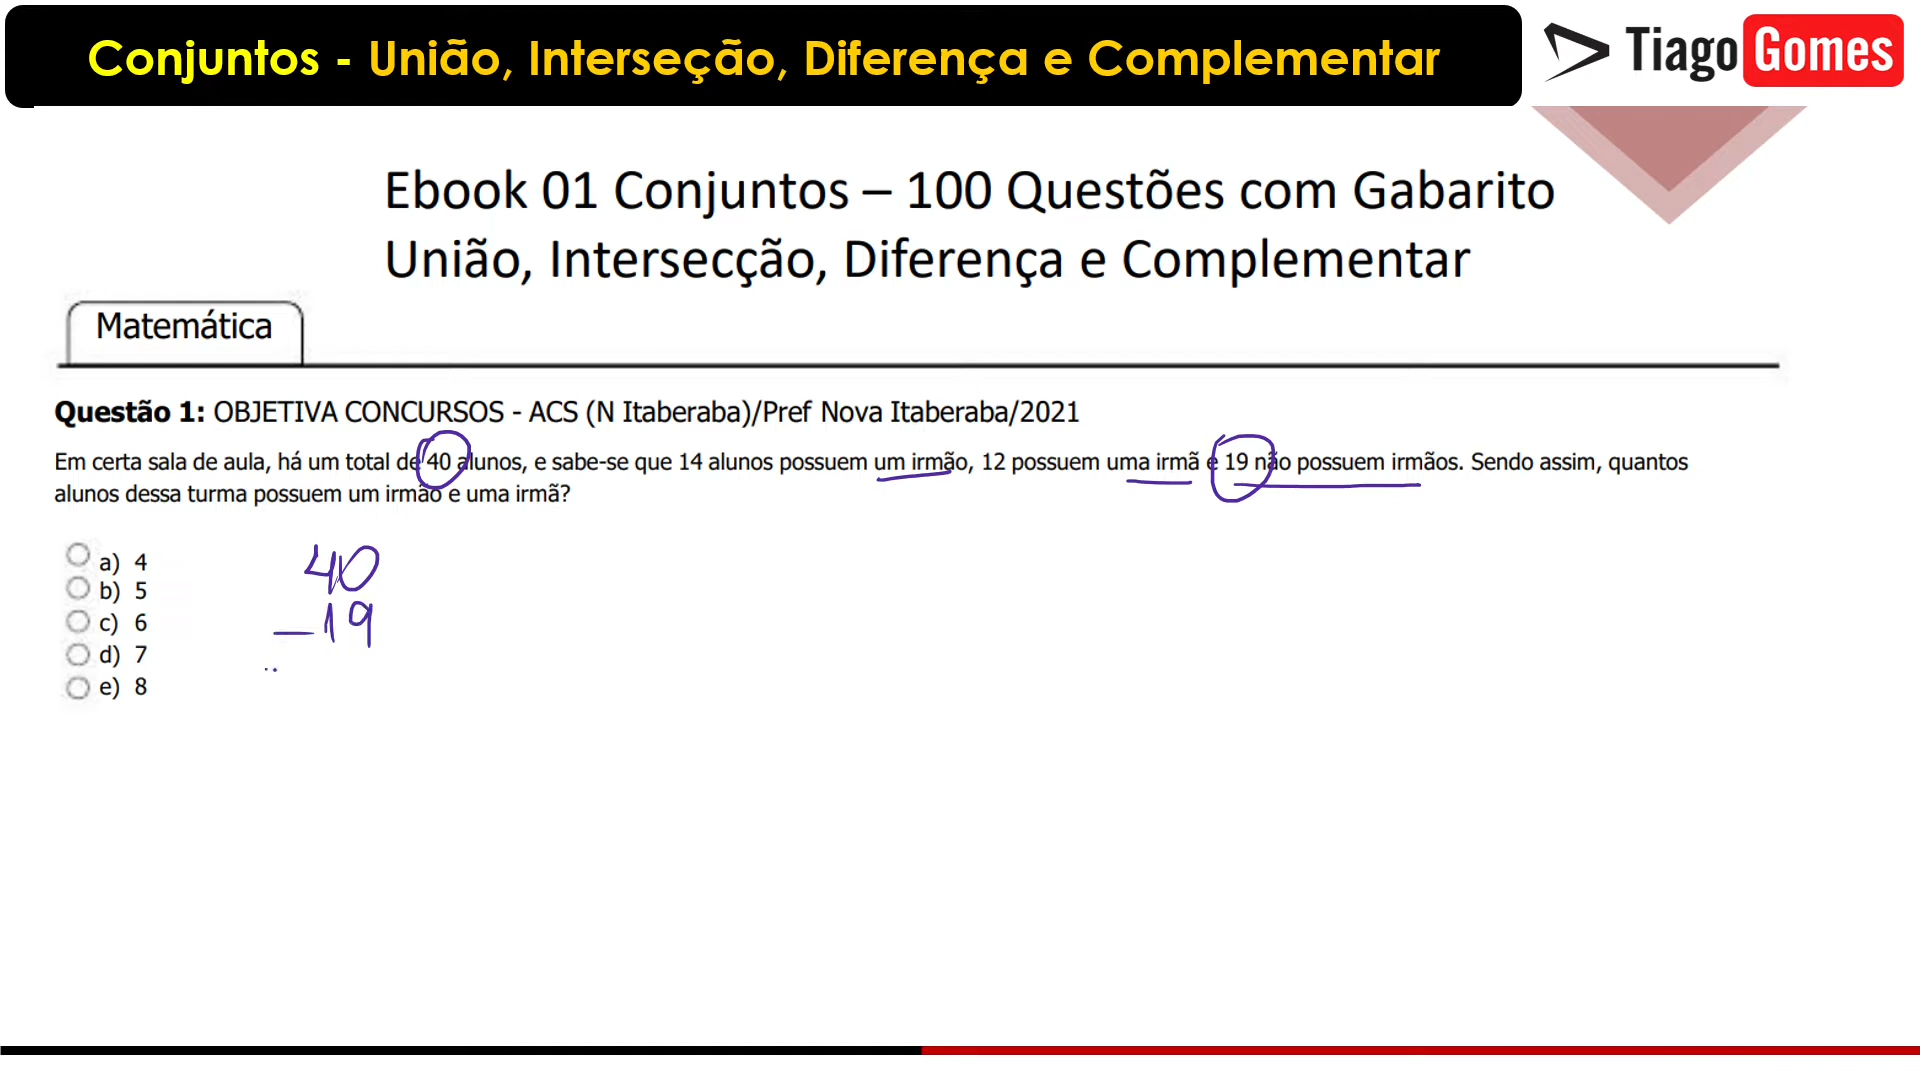 Conjuntos - União, Interseção, Diferença e Complementar
Tiago Gomes
Ebook 01 Conjuntos – 100 Questões com Gabarito
União, Intersecção, Diferença e Complementar
Matemática
Questão 1: OBJETIVA CONCURSOS - ACS (N Itaberaba)/Pref Nova Itaberaba/2021
Em certa sala de aula, há um total de 40 alunos, e sabe-se que 14 alunos possuem um irmão, 12 possuem uma irmã e 19 não possuem irmãos. Sendo assim, quantos
alunos dessa turma possuem um irmão e uma irmã?
a) 4
b) 5
c) 6
d) 7
e) 8
40
–19